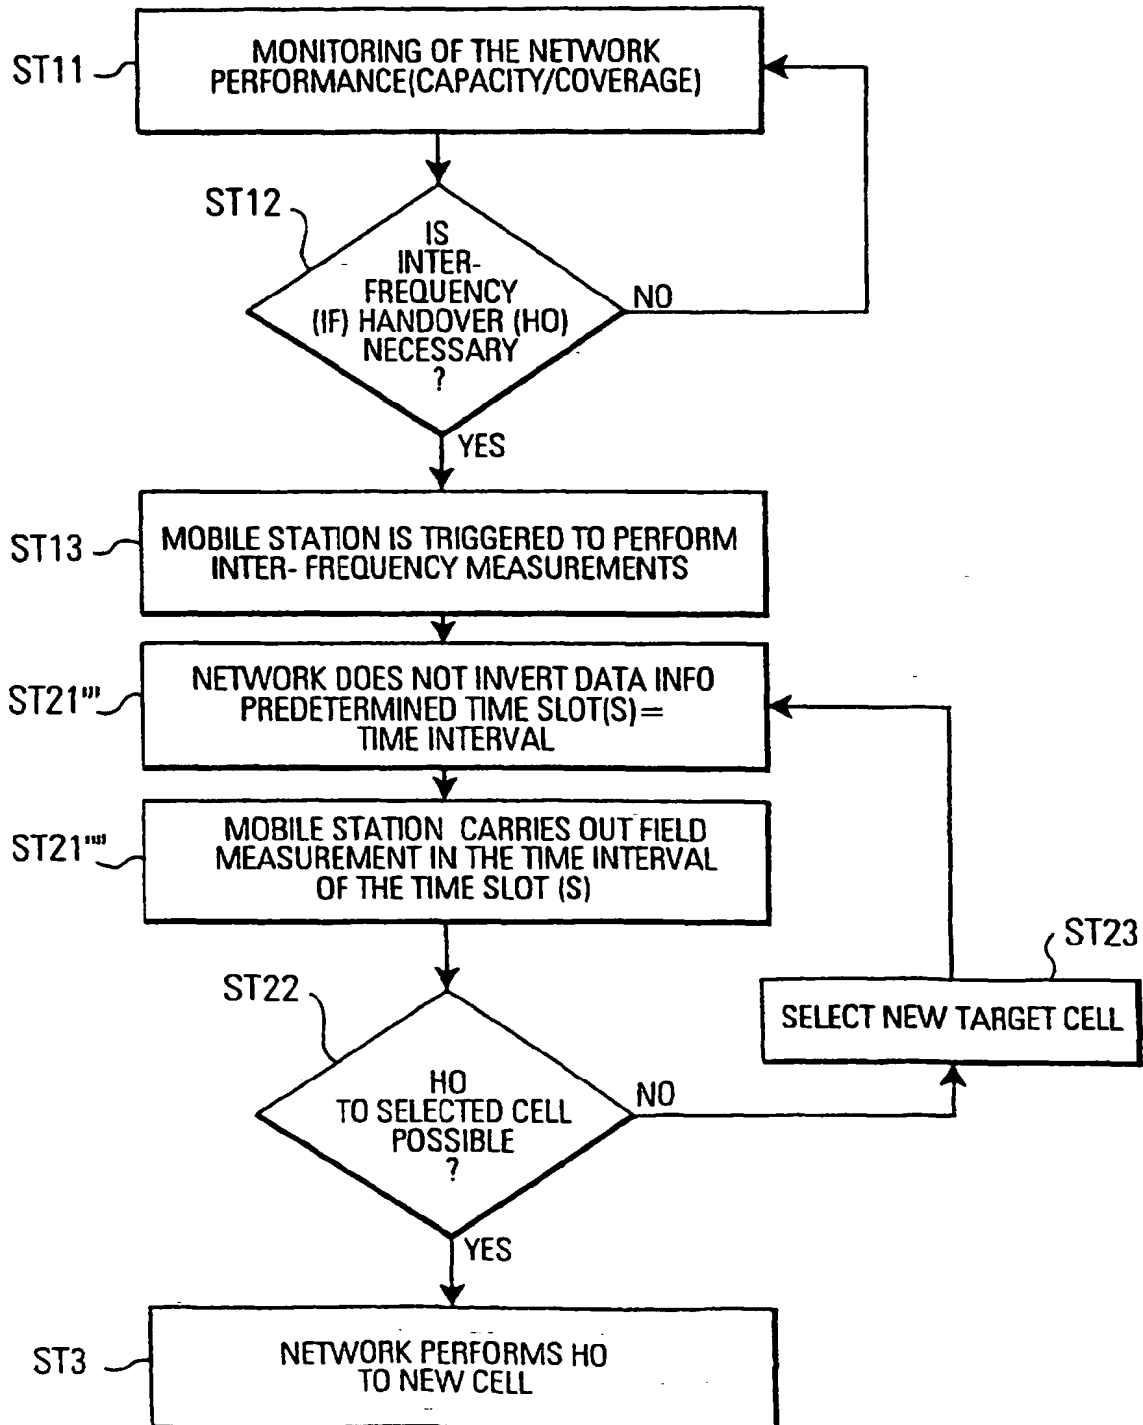 ST11
MONITORING OF THE NETWORK
PERFORMANCE(CAPACITY/COVERAGE)
ST12
IS
INTER-
FREQUENCY
(IF) HANDOVER (HO)
NECESSARY
?
NO
YES
ST13
MOBILE STATION IS TRIGGERED TO PERFORM
INTER- FREQUENCY MEASUREMENTS
ST21'''
NETWORK DOES NOT INVERT DATA INFO
PREDETERMINED TIME SLOT(S)=
TIME INTERVAL
ST21''''
MOBILE STATION CARRIES OUT FIELD
MEASUREMENT IN THE TIME INTERVAL
OF THE TIME SLOT (S)
ST23
SELECT NEW TARGET CELL
ST22
HO
TO SELECTED CELL
POSSIBLE
?
NO
YES
ST3
NETWORK PERFORMS HO
TO NEW CELL